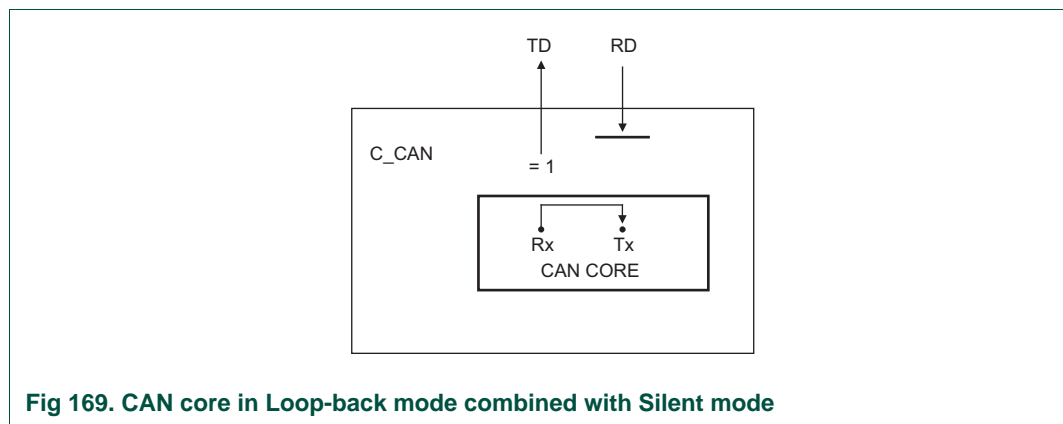 TD RD
C_CAN
= 1
Rx Tx
CAN CORE
Fig 169. CAN core in Loop-back mode combined with Silent mode